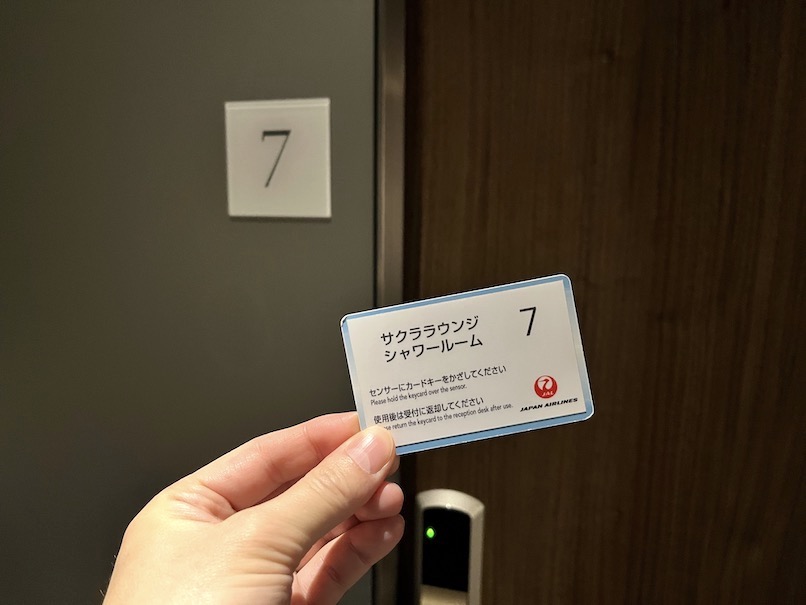 7
サクララウンジ
シャワールーム
7
センサーにカードキーをかざしてください
Please hold the keycard over the sensor.
使用後は受付に返却してください
return the keycard to the reception desk after use.
JAL
JAPAN AIRLINES